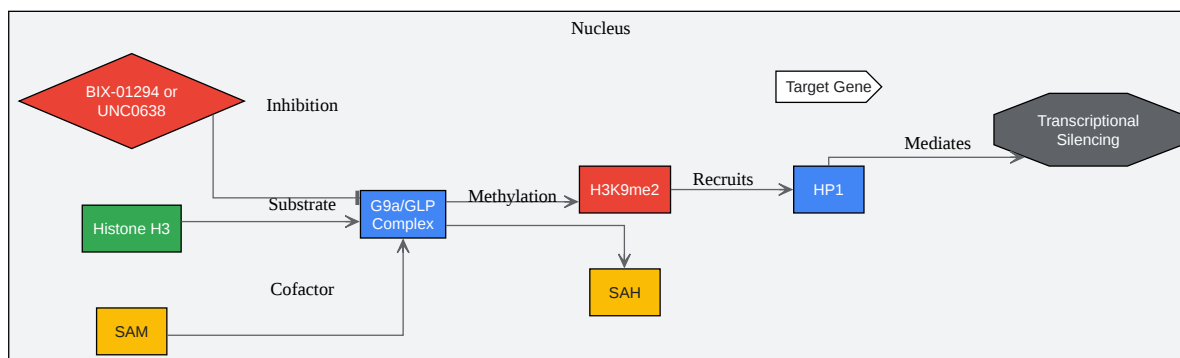 Nucleus
BIX-01294 or
UNC0638
Inhibition
Target Gene
Transcriptional
Silencing
Mediates
Substrate
G9a/GLP
Complex
Methylation
H3K9me2
Recruits
HP1
Histone H3
Cofactor
SAH
SAM